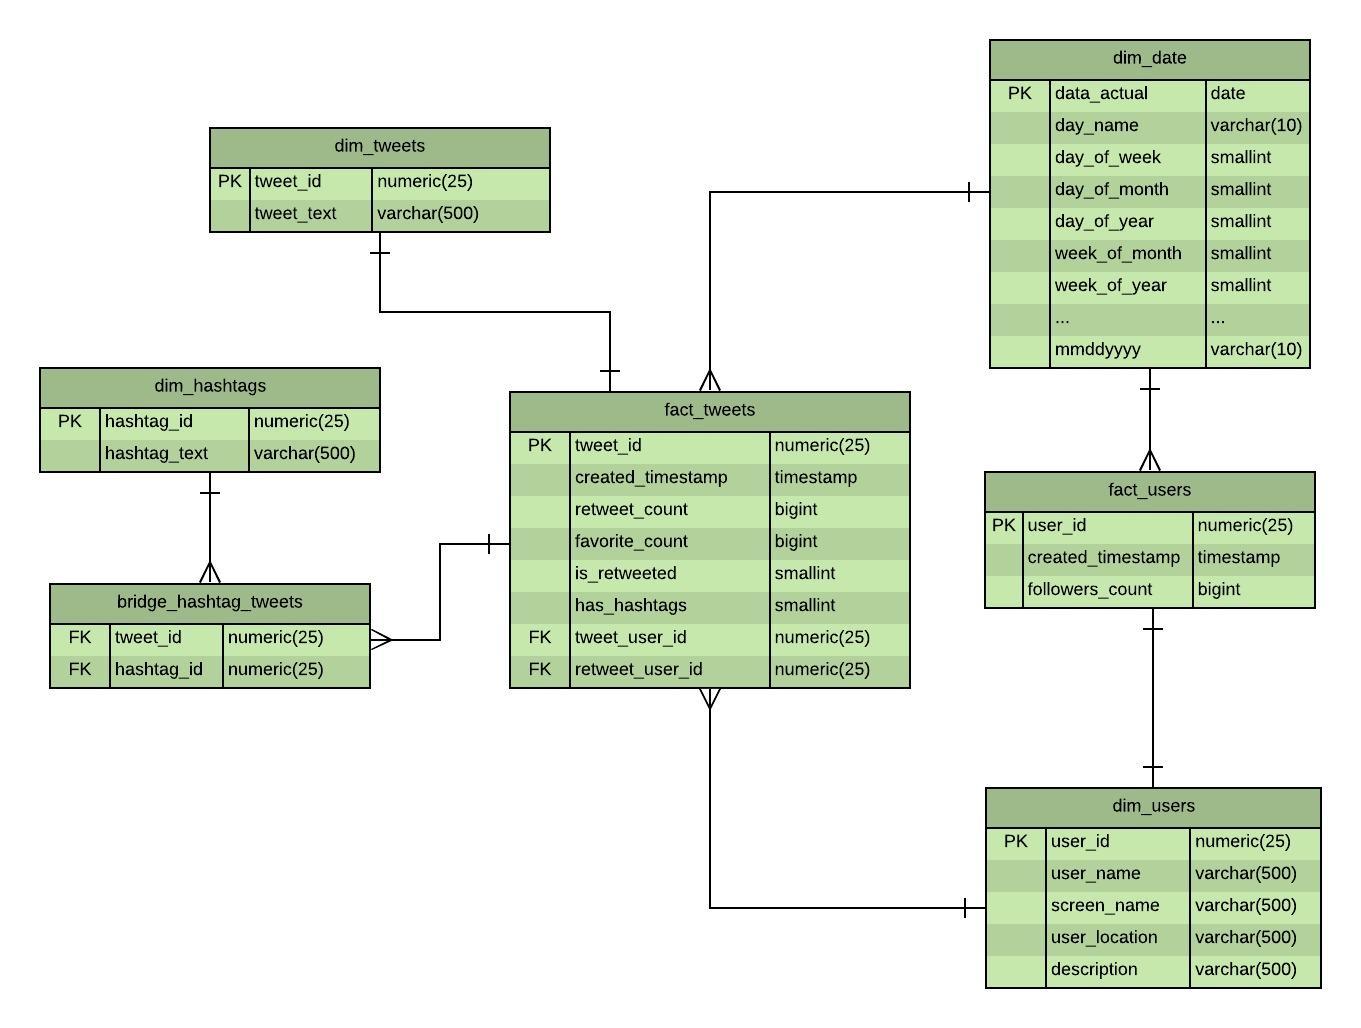 dim_date
PK data_actual date
day_name varchar(10)
day_of_week smallint
day_of_month smallint
day_of_year smallint
week_of_month smallint
week_of_year smallint
... ...
mmddyyyy varchar(10)
dim_tweets
PK tweet_id numeric(25)
tweet_text varchar(500)
dim_hashtags
PK hashtag_id numeric(25)
hashtag_text varchar(500)
fact_tweets
PK tweet_id numeric(25)
created_timestamp timestamp
retweet_count bigint
favorite_count bigint
is_retweeted smallint
has_hashtags smallint
FK tweet_user_id numeric(25)
FK retweet_user_id numeric(25)
fact_users
PK user_id numeric(25)
created_timestamp timestamp
followers_count bigint
bridge_hashtag_tweets
FK tweet_id numeric(25)
FK hashtag_id numeric(25)
dim_users
PK user_id numeric(25)
user_name varchar(500)
screen_name varchar(500)
user_location varchar(500)
description varchar(500)